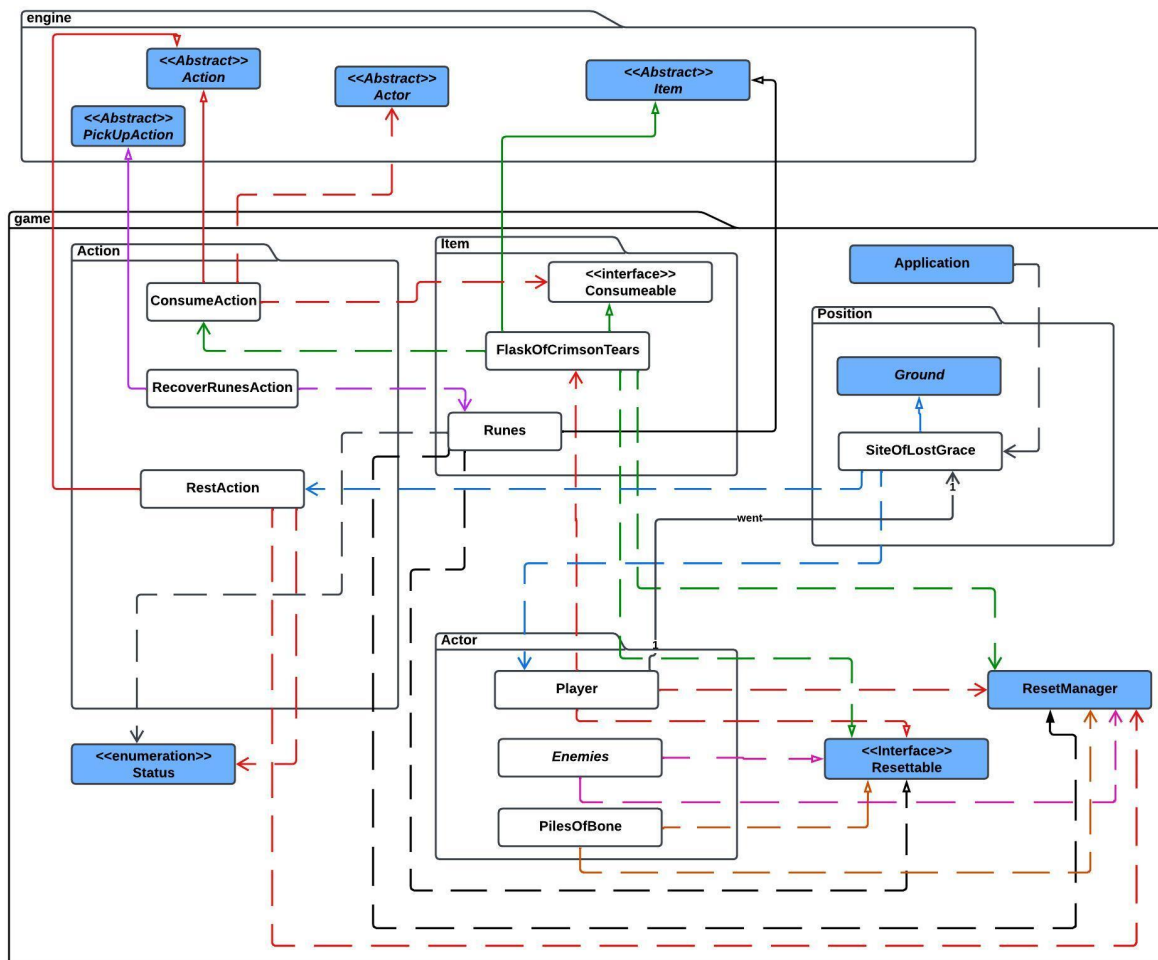 engine
<<Abstract>>
Action
<<Abstract>>
Actor
<<Abstract>>
Item
<<Abstract>>
PickUpAction
game
Action
Item
<<interface>>
Consumeable
Application
ConsumeAction
Position
FlaskOfCrimsonTears
Ground
RecoverRunesAction
Runes
SiteOfLostGrace
RestAction
1
went
Actor
1
Player
ResetManager
<<enumeration>>
Status
Enemies
<<Interface>>
Resettable
PilesOfBone